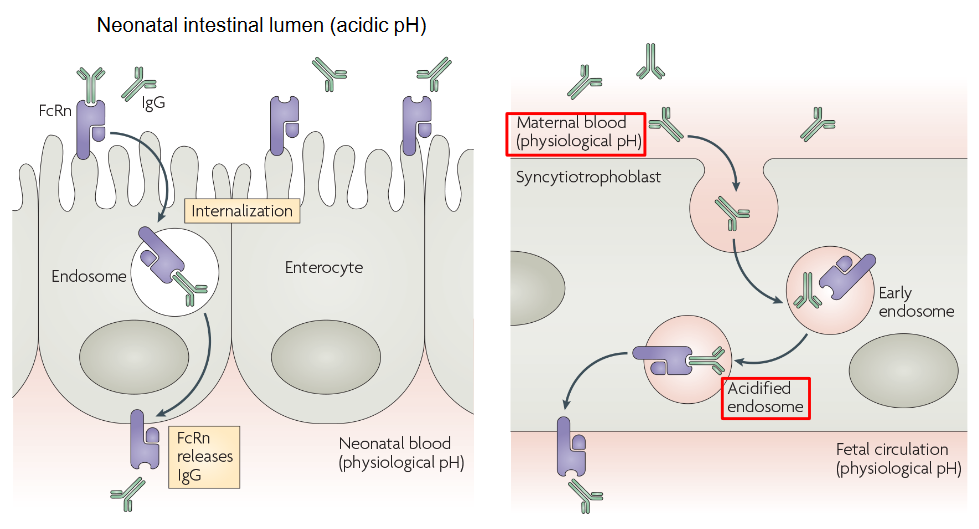 Neonatal intestinal lumen (acidic pH)
FcRn
IgG
Internalization
Endosome
Enterocyte
FcRn
releases
IgG
Neonatal blood
(physiological pH)
Maternal blood
(physiological pH)
Syncytiotrophoblast
Early
endosome
Acidified
endosome
Fetal circulation
(physiological pH)